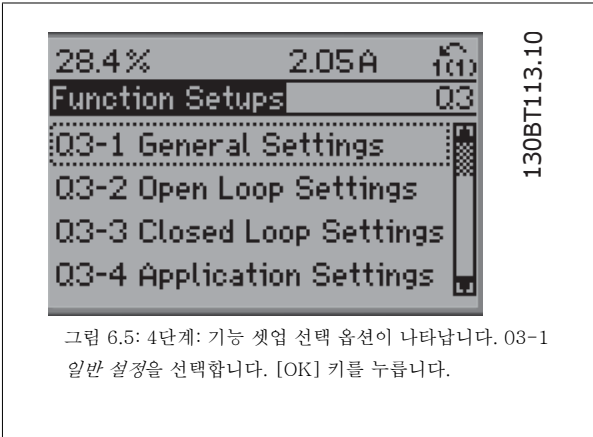 28.4% 2.05A 1(1)
Function Setups Q3
Q3-1 General Settings
Q3-2 Open Loop Settings
Q3-3 Closed Loop Settings
Q3-4 Application Settings
130BT113.10
그림 6.5: 4단계: 기능 셋업 선택 옵션이 나타납니다. 03-1
일반 설정을 선택합니다. [OK] 키를 누릅니다.